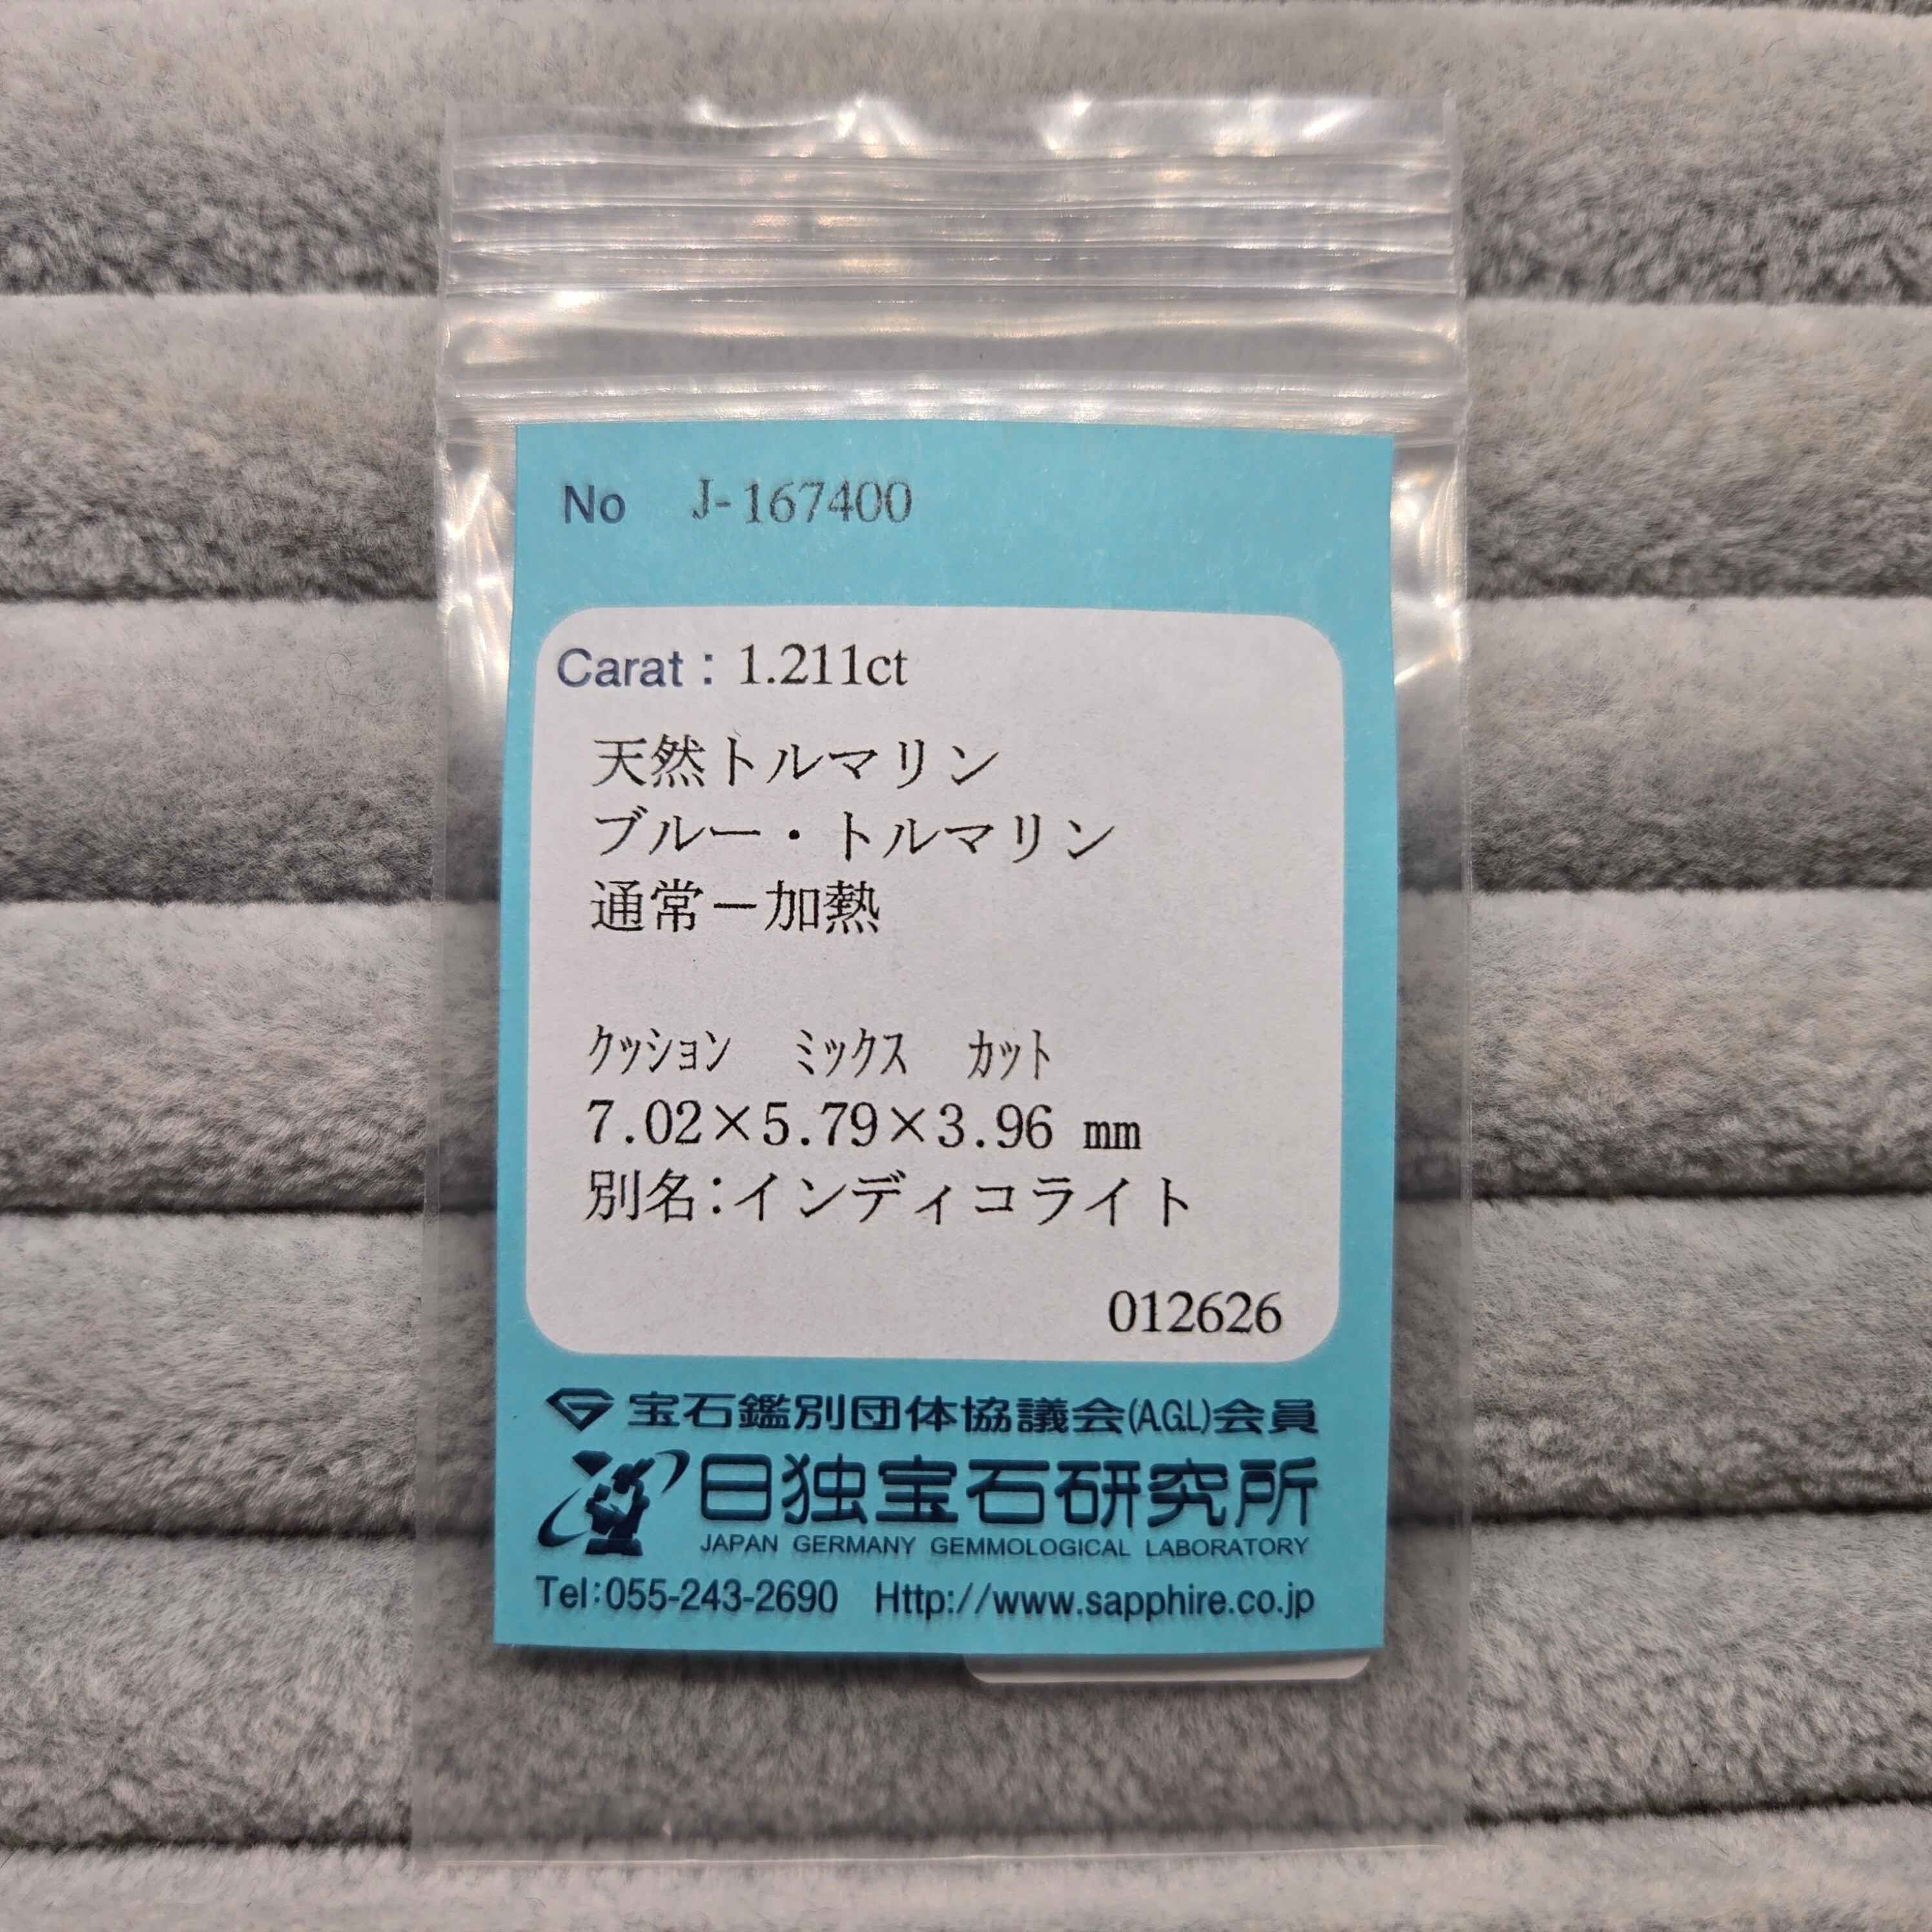 No J-167400
Carat : 1.211ct
天然トルマリン
ブルー・トルマリン
通常－加熱
ｸｯｼｮﾝ ﾐｯｸｽ ｶｯﾄ
7.02×5.79×3.96 mm
別名:インディコライト
012626
宝石鑑別団体協議会(AGL)会員
日独宝石研究所
JAPAN GERMANY GEMMOLOGICAL LABORATORY
Tel:055-243-2690 Http://www.sapphire.co.jp